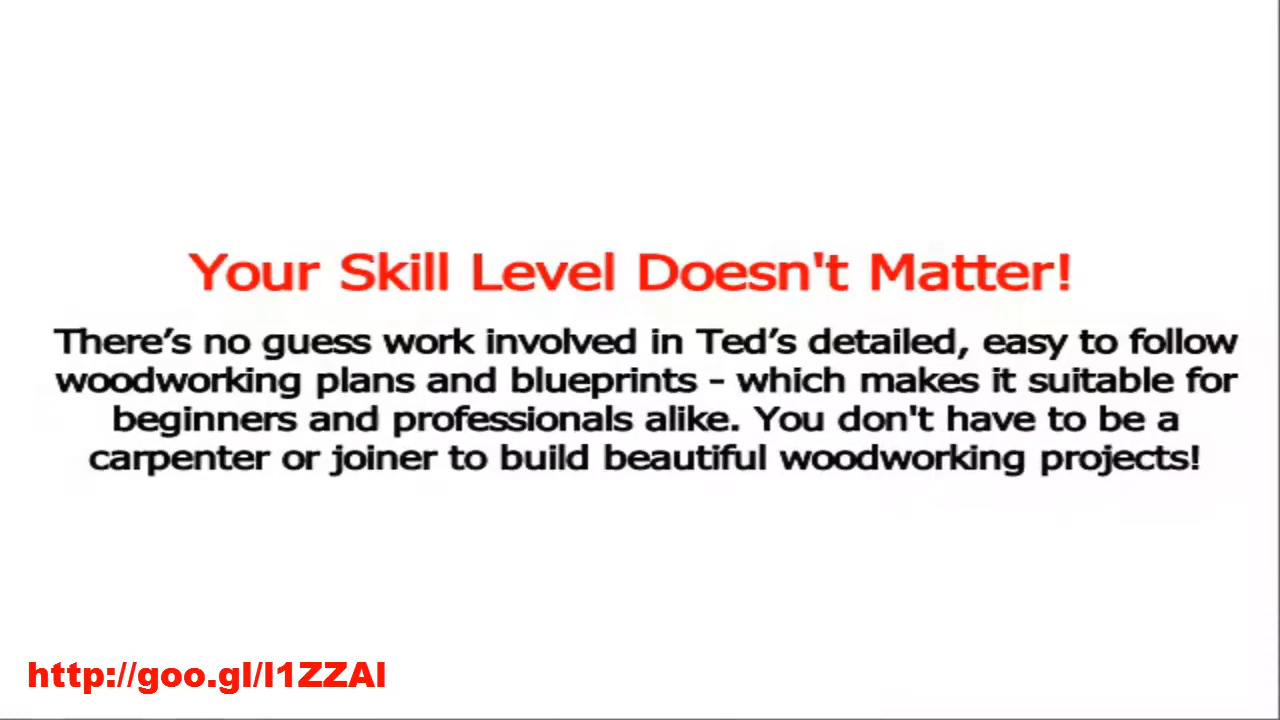 Your Skill Level Doesn't Matter!
There’s no guess work involved in Ted’s detailed, easy to follow
woodworking plans and blueprints - which makes it suitable for
beginners and professionals alike. You don't have to be a
carpenter or joiner to build beautiful woodworking projects!
http://goo.gl/l1ZZAl